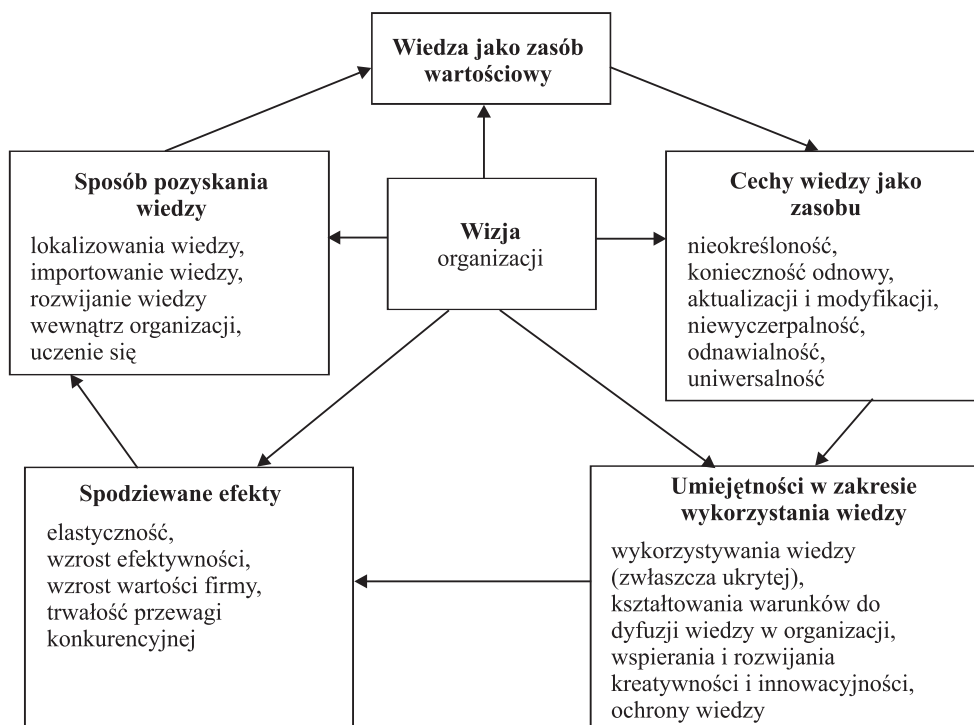 Wiedza jako zasób
wartościowy
Sposób pozyskania
wiedzy
lokalizowania wiedzy,
importowanie wiedzy,
rozwijanie wiedzy
wewnątrz organizacji,
uczenie się
Wizja
organizacji
Cechy wiedzy jako
zasobu
nieokreśloność,
konieczność odnowy,
aktualizacji i modyfikacji,
niewyczerpalność,
odnawialność,
uniwersalność
Spodziewane efekty
elastyczność,
wzrost efektywności,
wzrost wartości firmy,
trwałość przewagi
konkurencyjnej
Umiejętności w zakresie
wykorzystania wiedzy
wykorzystywania wiedzy
(zwłaszcza ukrytej),
kształtowania warunków do
dyfuzji wiedzy w organizacji,
wspierania i rozwijania
kreatywności i innowacyjności,
ochrony wiedzy